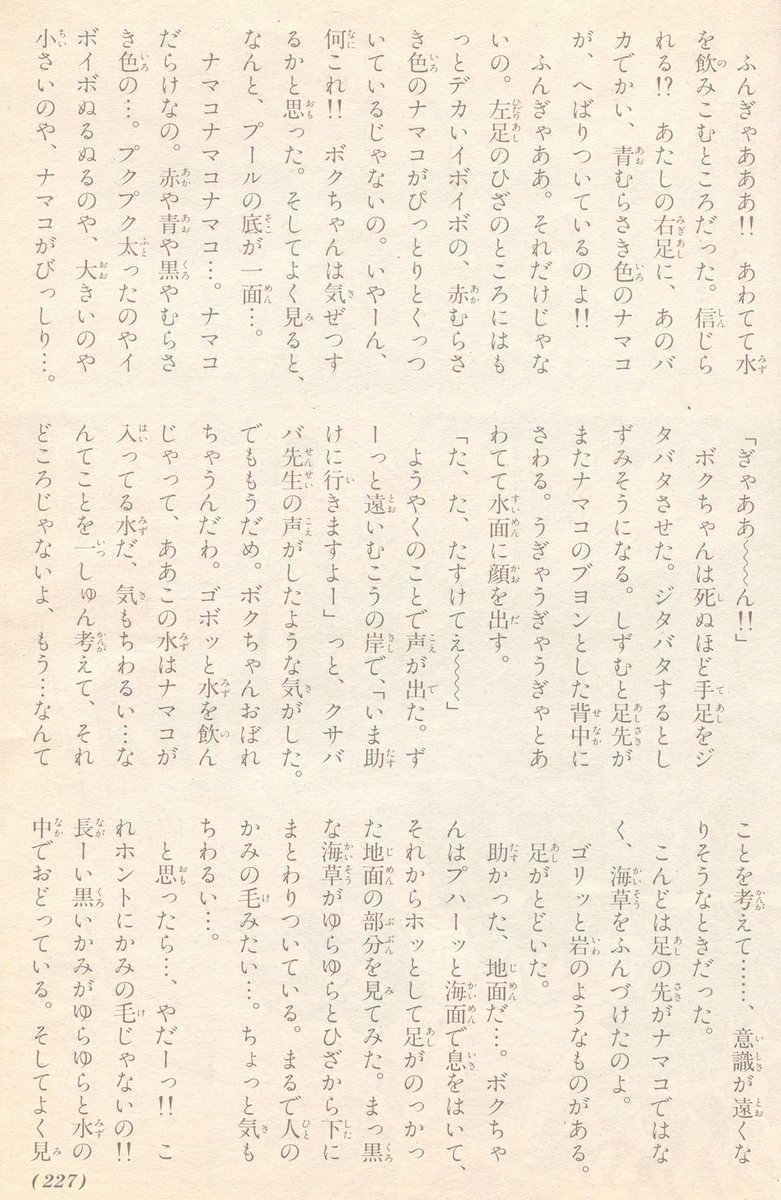 ふんぎゃあああ!!　あわてて水
を飲みこむところだった。信じら
れる!?　あたしの右足に、あのバ
カでかい、青むらさき色のナマコ
が、へばりついているのよ!!
　ふんぎゃああ。それだけじゃな
いの。左足のひざのところにはも
っとデカいイボイボの、赤むらさ
き色のナマコがぴっとりとくっつ
いているじゃないの。いやーん、
何これ!!　ボクちゃんは気ぜつす
るかと思った。そしてよく見ると、
なんと、プールの底が一面…。
　ナマコナマコナマコ…。ナマコ
だらけなの。赤や青や黒やむらさ
き色の…。プクプク太ったのやイ
ボイボぬるぬるのや、大きいのや
小さいのや、ナマコがびっしり…。
「ぎゃああ〜〜〜ん!!」
　ボクちゃんは死ぬほど手足をジ
タバタさせた。ジタバタするとし
ずみそうになる。しずむと足先が
またナマコのブヨンとした背中に
さわる。うぎゃうぎゃうぎゃとあ
わてて水面に顔を出す。
「た、た、たすけてぇ〜〜〜」
　ようやくのことで声が出た。ず
ーっと遠いむこうの岸で、「いま助
けに行きますよー」っと、クサバ
バ先生の声がしたような気がした。
でももうだめ。ボクちゃんおぼれ
ちゃうんだわ。ゴボッと水を飲ん
じゃって、ああこの水はナマコが
入ってる水だ、気もちわるい…な
んてことを一しゅん考えて、それ
どころじゃないよ、もう…なんて
ことを考えて……、意識が遠くな
りそうなときだった。
　こんどは足の先がナマコではな
く、海草をふんづけたのよ。
　ゴリッと岩のようなものがある。
足がとどいた。
　助かった、地面だ…。ボクちゃ
んはプハーッと海面で息をはいて、
それからホッとして足がのっかっ
た地面の部分を見てみた。まっ黒
な海草がゆらゆらとひざから下に
まとわりついている。まるで人の
かみの毛みたい…。ちょっと気も
ちわるい…。
　と思ったら…、やだーっ!!　こ
れホントにかみの毛じゃないの!!
長ーい黒いかみがゆらゆらと水の
中でおどっている。そしてよく見
(227)